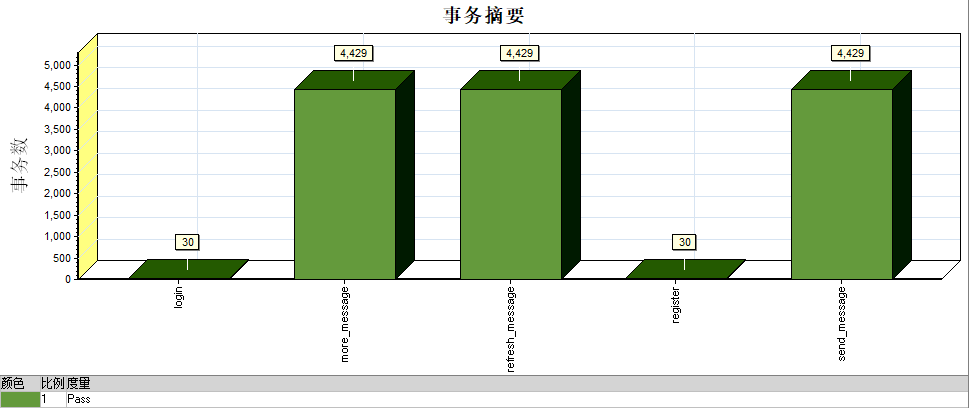 事务摘要
事务数
5,000
4,500
4,000
3,500
3,000
2,500
2,000
1,500
1,000
500
0
30
4,429
4,429
30
4,429
login
more_message
refresh_message
register
send_message
颜色 比例 度量
1 Pass